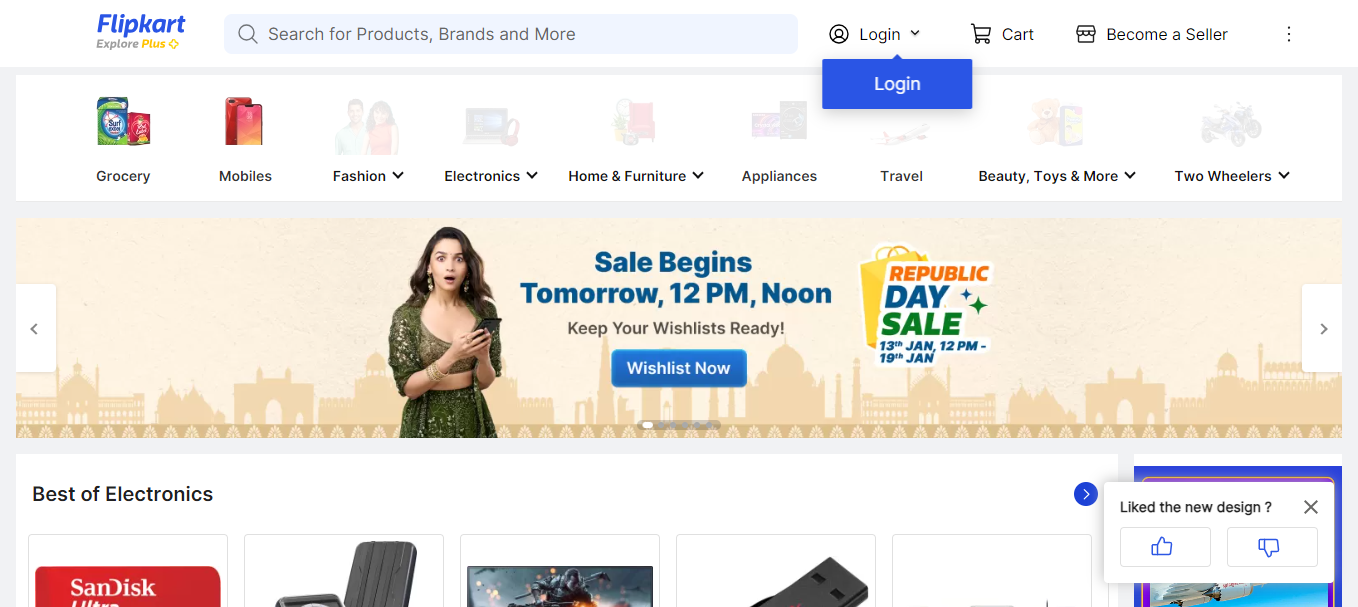 Flipkart
Explore Plus
Search for Products, Brands and More
Login
Cart
Become a Seller
Login
Surf excel
Grocery
Mobiles
Fashion
Electronics
Home & Furniture
Appliances
Travel
Beauty, Toys & More
Two Wheelers
Sale Begins
Tomorrow, 12 PM, Noon
Keep Your Wishlists Ready!
Wishlist Now
REPUBLIC
DAY
SALE
13th JAN, 12 PM -
19th JAN
Best of Electronics
Liked the new design ?
SanDisk
Ultra